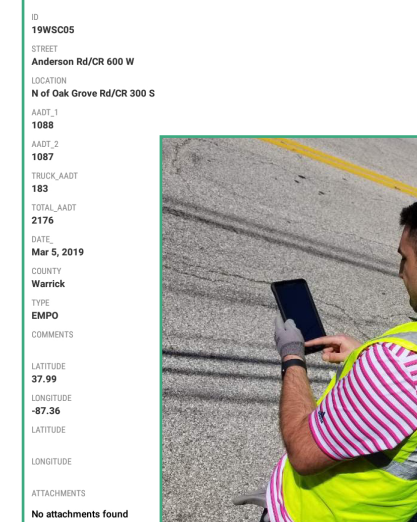 ID
19WSC05
STREET
Anderson Rd/CR 600 W
LOCATION
N of Oak Grove Rd/CR 300 S
AADT_1
1088
AADT_2
1087
TRUCK_AADT
183
TOTAL_AADT
2176
DATE_
Mar 5, 2019
COUNTY
Warrick
TYPE
EMPO
COMMENTS
LATITUDE
37.99
LONGITUDE
-87.36
LATITUDE
LONGITUDE
ATTACHMENTS
No attachments found